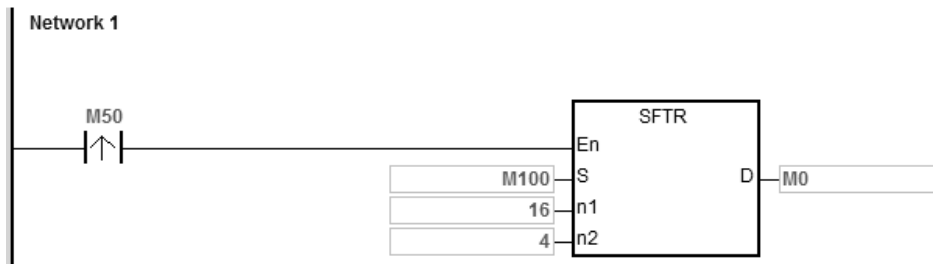 Network 1
M50
SFTR
En
M100 S D M0
16 n1
4 n2